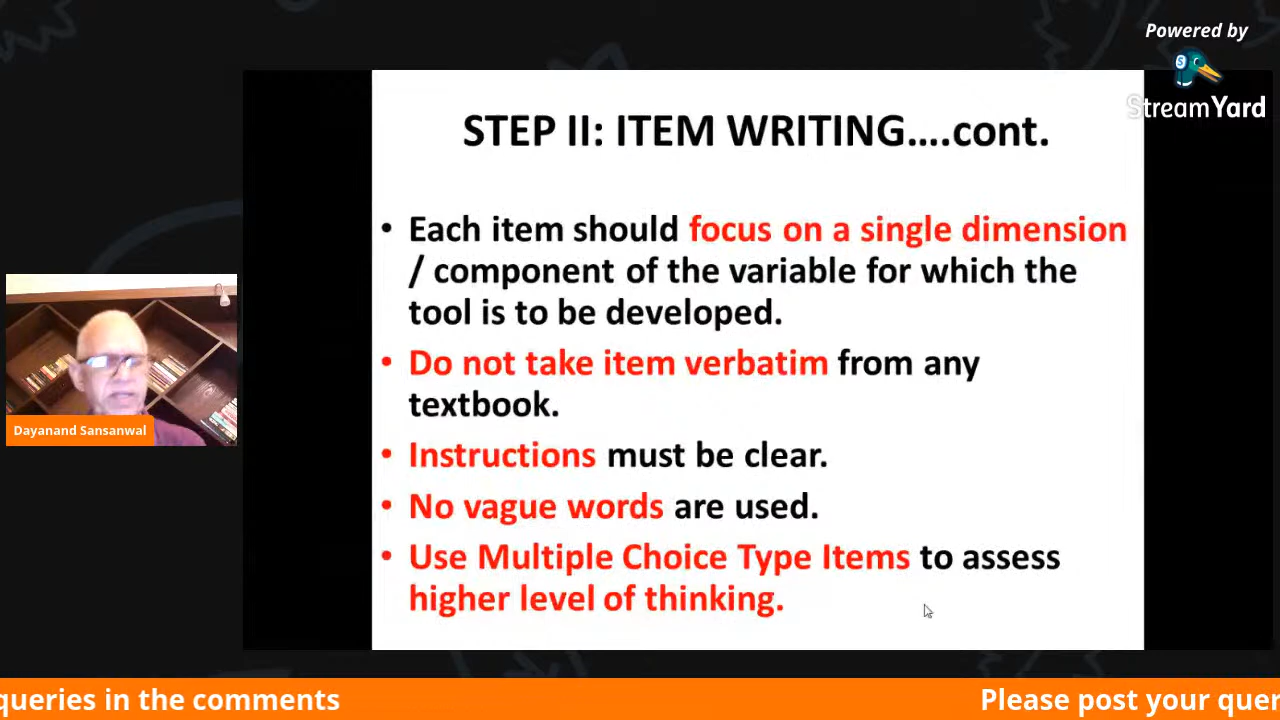 Powered by
StreamYard
STEP II: ITEM WRITING....cont.
• Each item should focus on a single dimension
/ component of the variable for which the
tool is to be developed.
• Do not take item verbatim from any
textbook.
• Instructions must be clear.
• No vague words are used.
• Use Multiple Choice Type Items to assess
higher level of thinking.
Dayanand Sansanwal
queries in the comments
Please post your quer